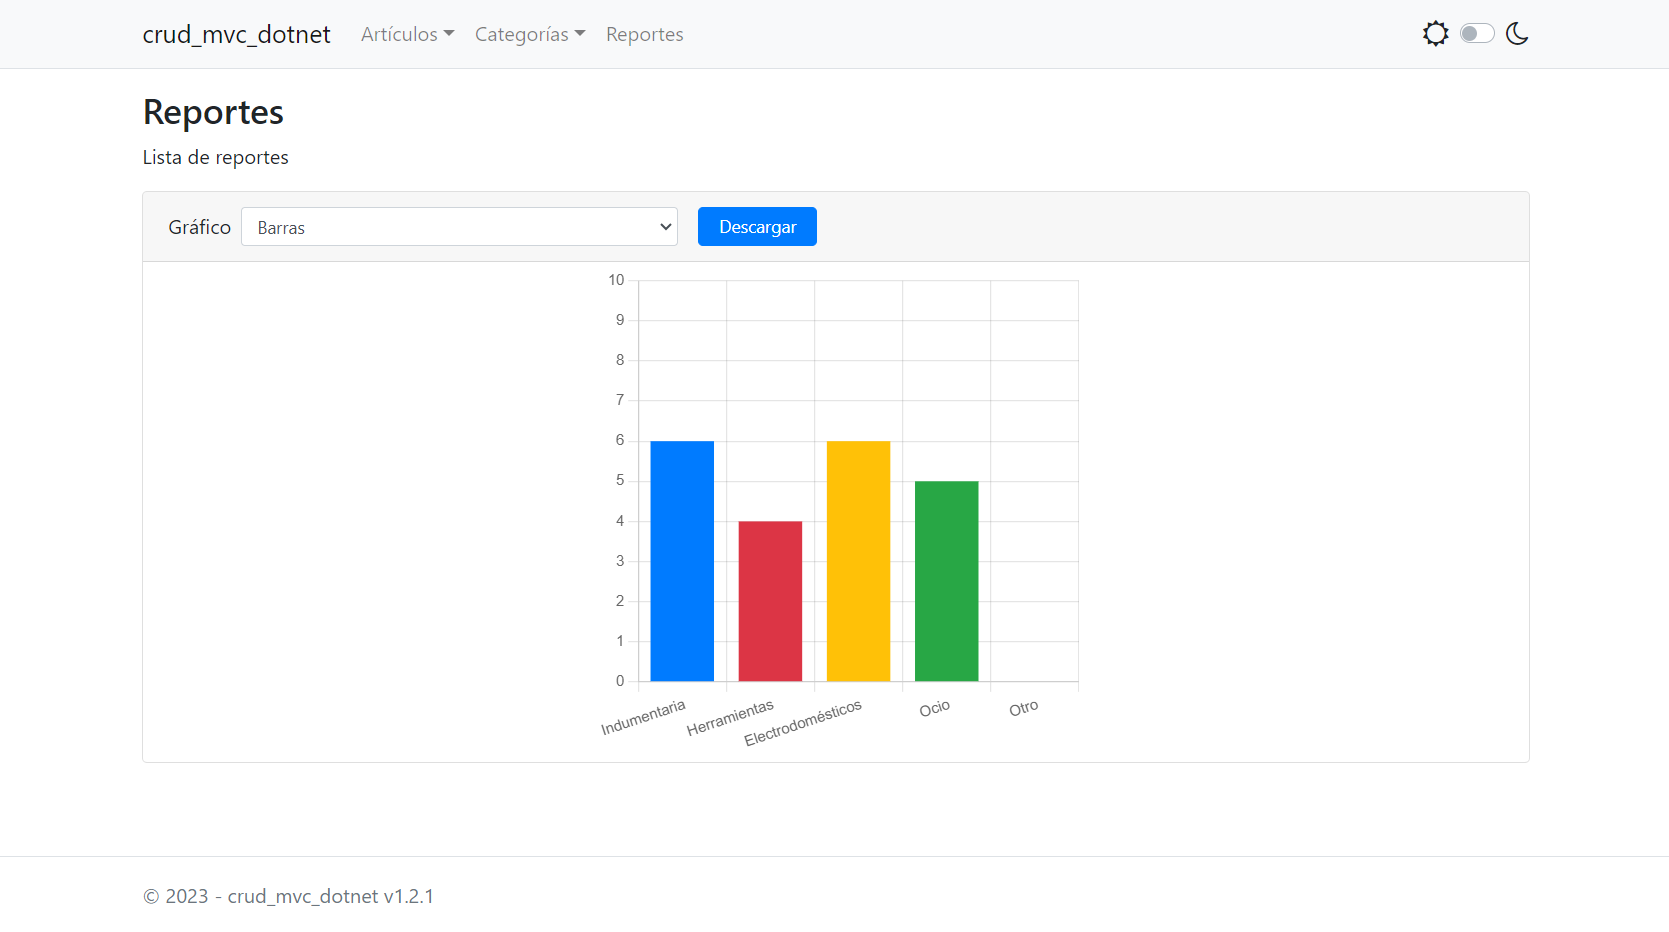 crud_mvc_dotnet Artículos Categorías Reportes
Reportes
Lista de reportes
Gráfico Barras Descargar
10
9
8
7
6
5
4
3
2
1
0
Indumentaria Herramientas Electrodomésticos Ocio Otro
© 2023 - crud_mvc_dotnet v1.2.1